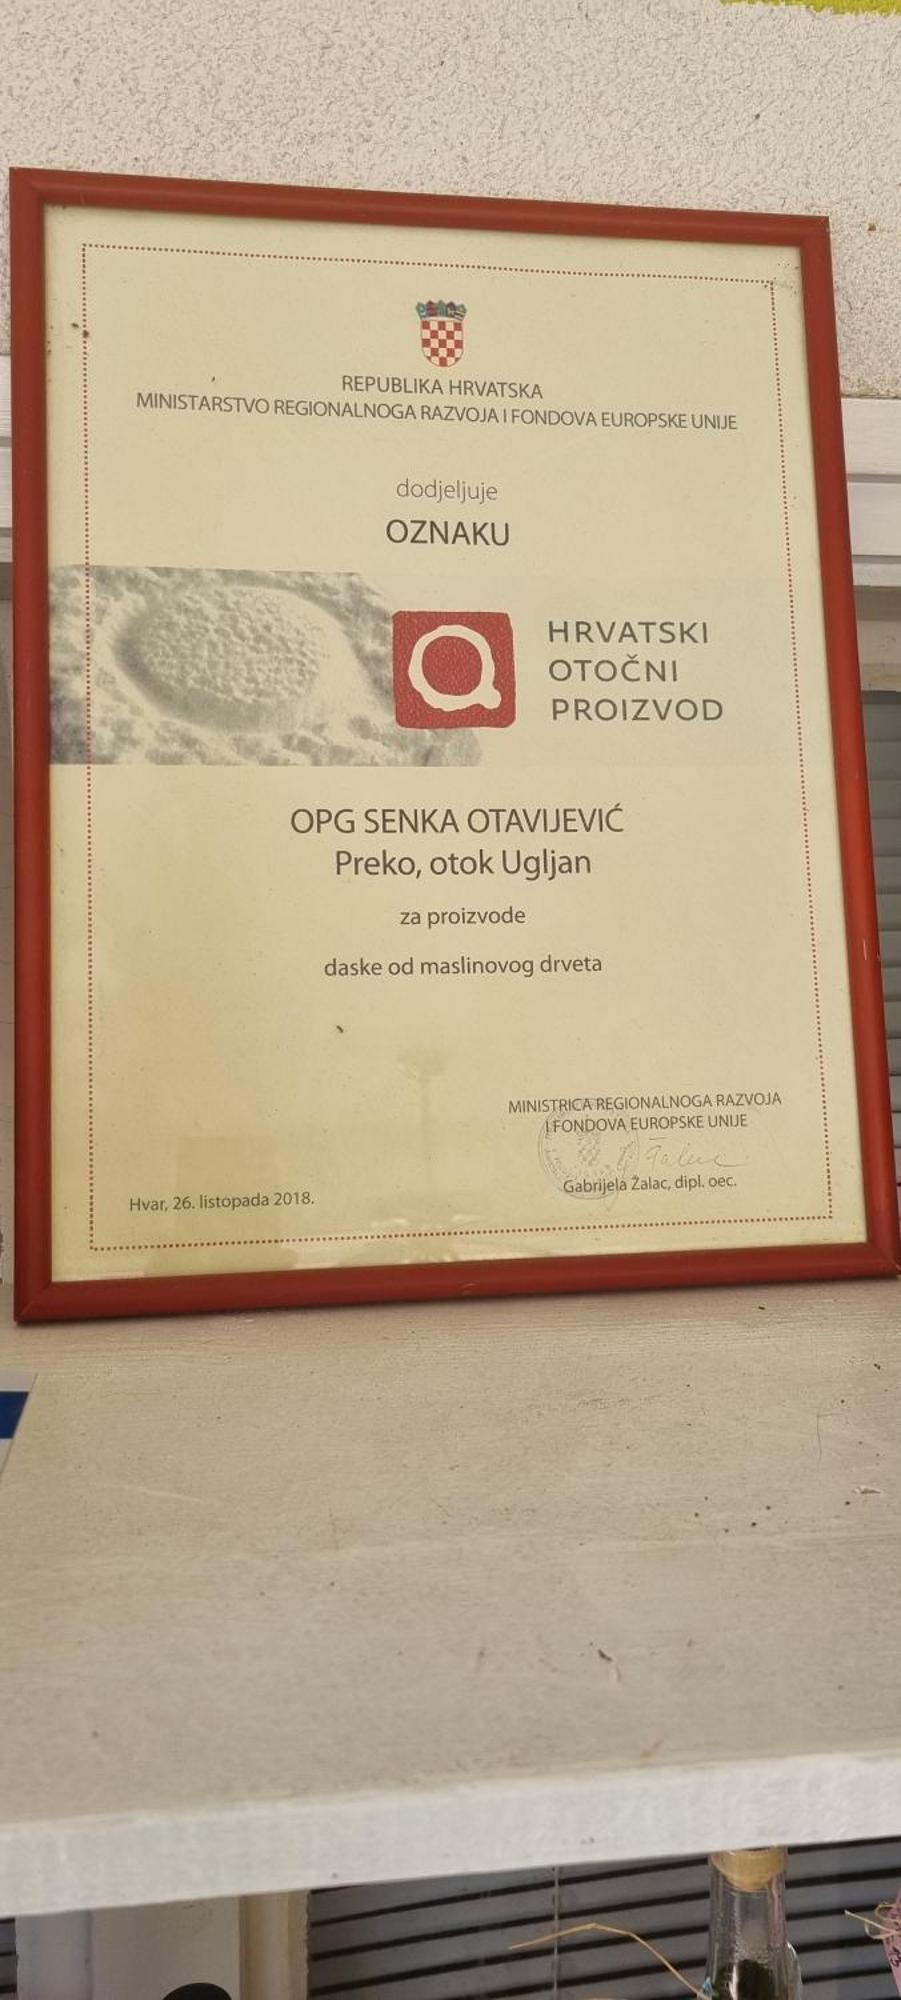 REPUBLIKA HRVATSKA
MINISTARSTVO REGIONALNOGA RAZVOJA I FONDOVA EUROPSKE UNIJE
dodjeljuje
OZNAKU
HRVATSKI
OTOČNI
PROIZVOD
OPG SENKA OTAVIJEVIĆ
Preko, otok Ugljan
za proizvode
daske od maslinovog drveta
MINISTRICA REGIONALNOGA RAZVOJA
I FONDOVA EUROPSKE UNIJE
Gabrijela Žalac, dipl. oec.
Hvar, 26. listopada 2018.